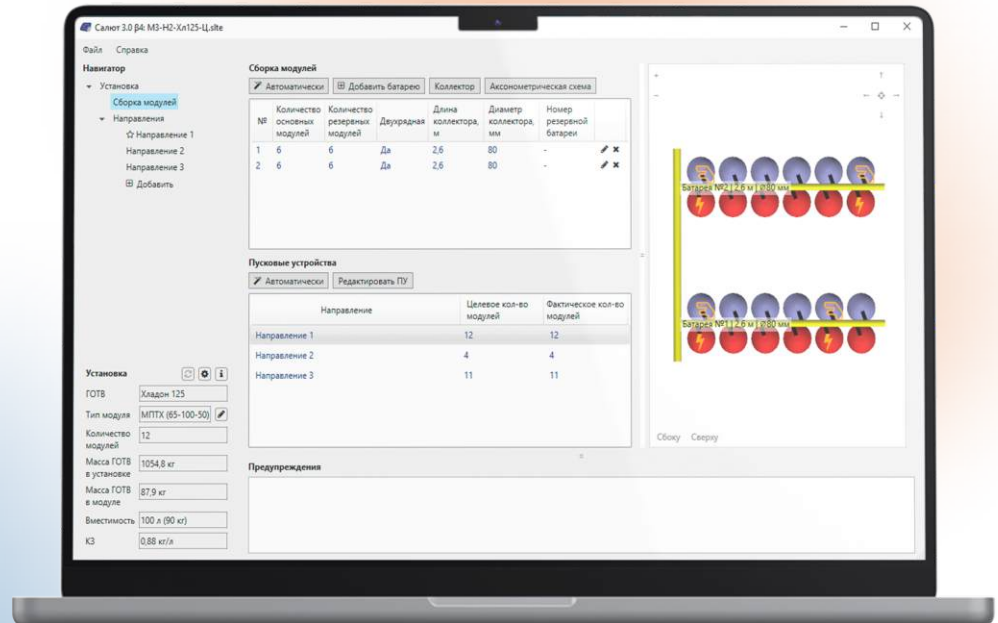 Салют 3.0 β4: М3-Н2-Хл125-Ц.slte
Файл Справка
Навигатор
Установка
Сборка модулей
Направления
Направление 1
Направление 2
Направление 3
Добавить
Сборка модулей
Автоматически Добавить батарею Коллектор Аксонометрическая схема
№ Количество основных модулей Количество резервных модулей Двухрядная Длина коллектора, м Диаметр коллектора, мм Номер резервной батареи
1 6 6 Да 2,6 80 -
2 6 6 Да 2,6 80 -
Пусковые устройства
Автоматически Редактировать ПУ
Направление Целевое кол-во модулей Фактическое кол-во модулей
Направление 1 12 12
Направление 2 4 4
Направление 3 11 11
Батарея №2 | 2,6 м | Ø80 мм
Батарея №1 | 2,6 м | Ø80 мм
Сбоку Сверху
Установка
ГОТВ Хладон 125
Тип модуля МПТХ (65-100-50)
Количество модулей 12
Масса ГОТВ в установке 1054,8 кг
Масса ГОТВ в модуле 87,9 кг
Вместимость 100 л (90 кг)
КЗ 0,88 кг/л
Предупреждения